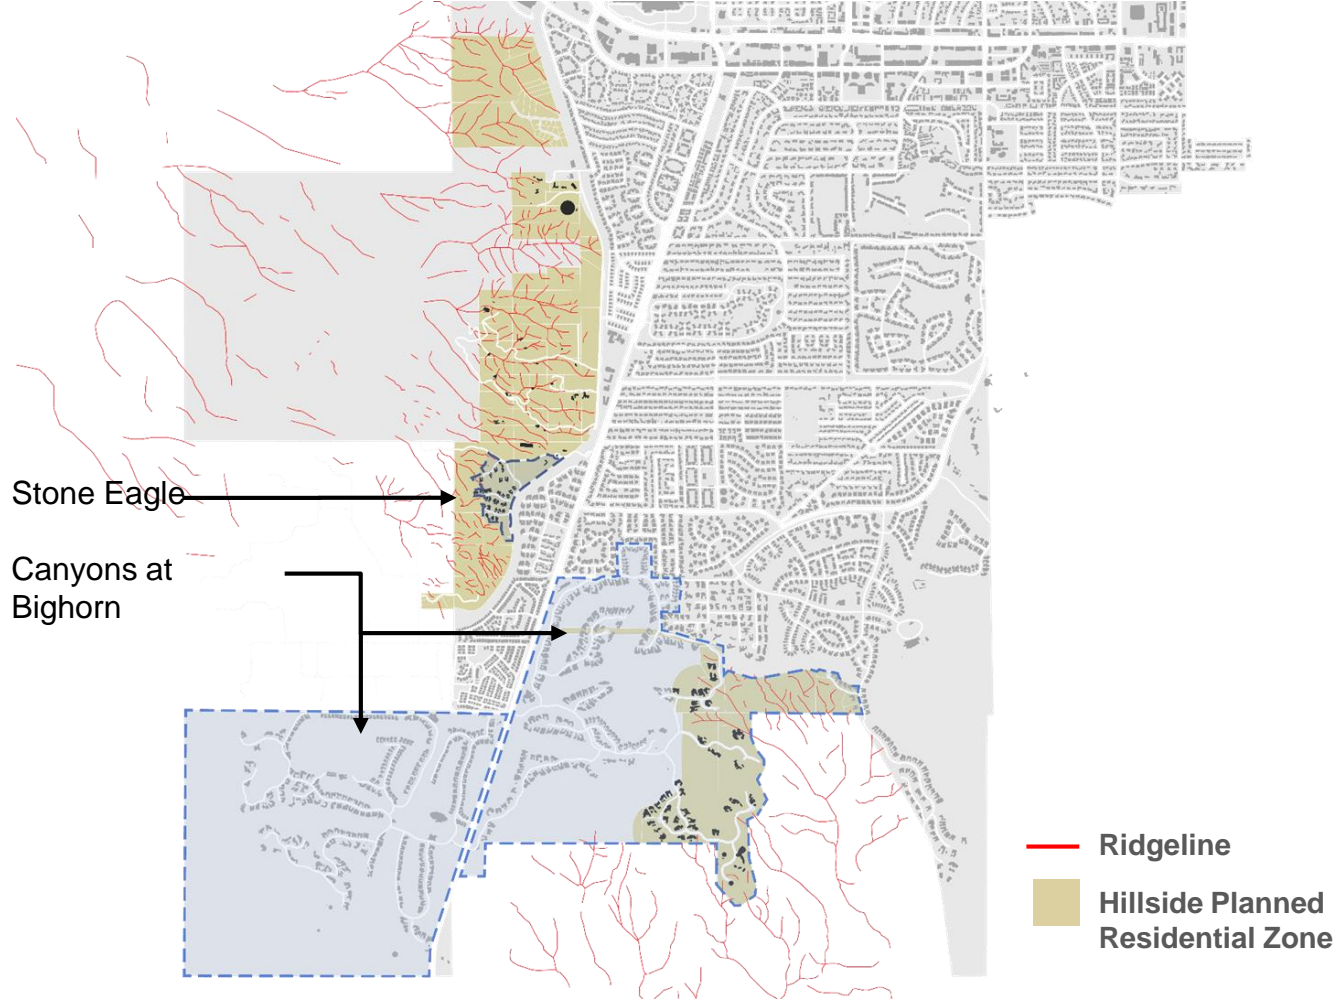 Stone Eagle
Canyons at
Bighorn
Ridgeline
Hillside Planned
Residential Zone